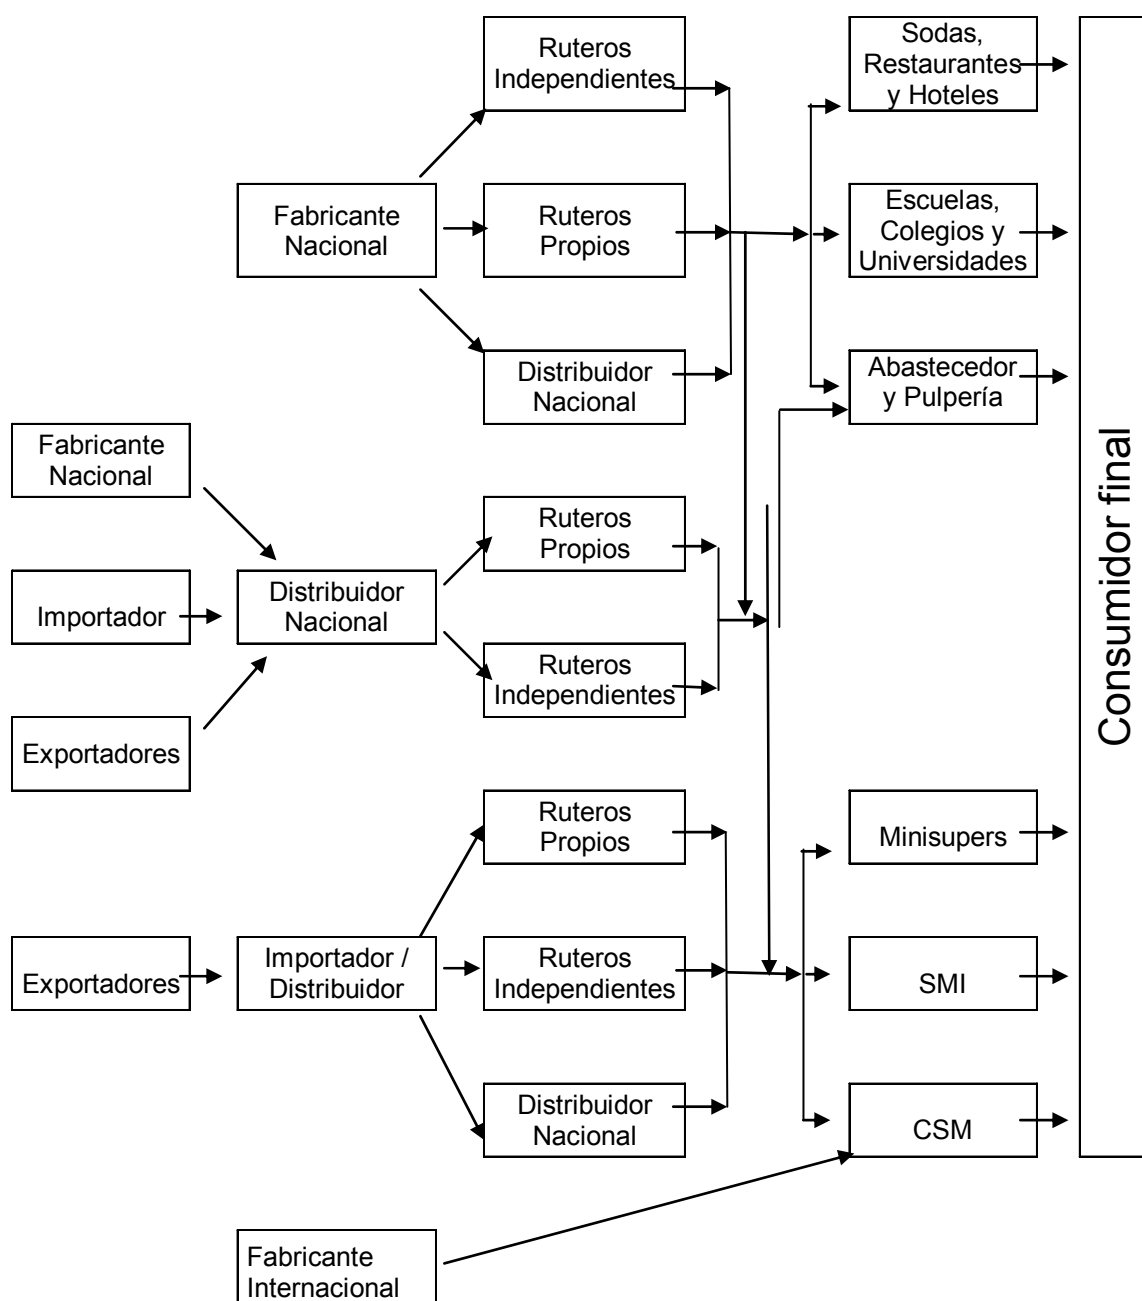 Ruteros
Independientes
Sodas,
Restaurantes
y Hoteles
Fabricante
Nacional
Ruteros
Propios
Escuelas,
Colegios y
Universidades
Distribuidor
Nacional
Abastecedor
y Pulpería
Fabricante
Nacional
Ruteros
Propios
Importador
Distribuidor
Nacional
Ruteros
Independientes
Exportadores
Consumidor final
Ruteros
Propios
Minisupers
Exportadores
Importador /
Distribuidor
Ruteros
Independientes
SMI
Distribuidor
Nacional
CSM
Fabricante
Internacional